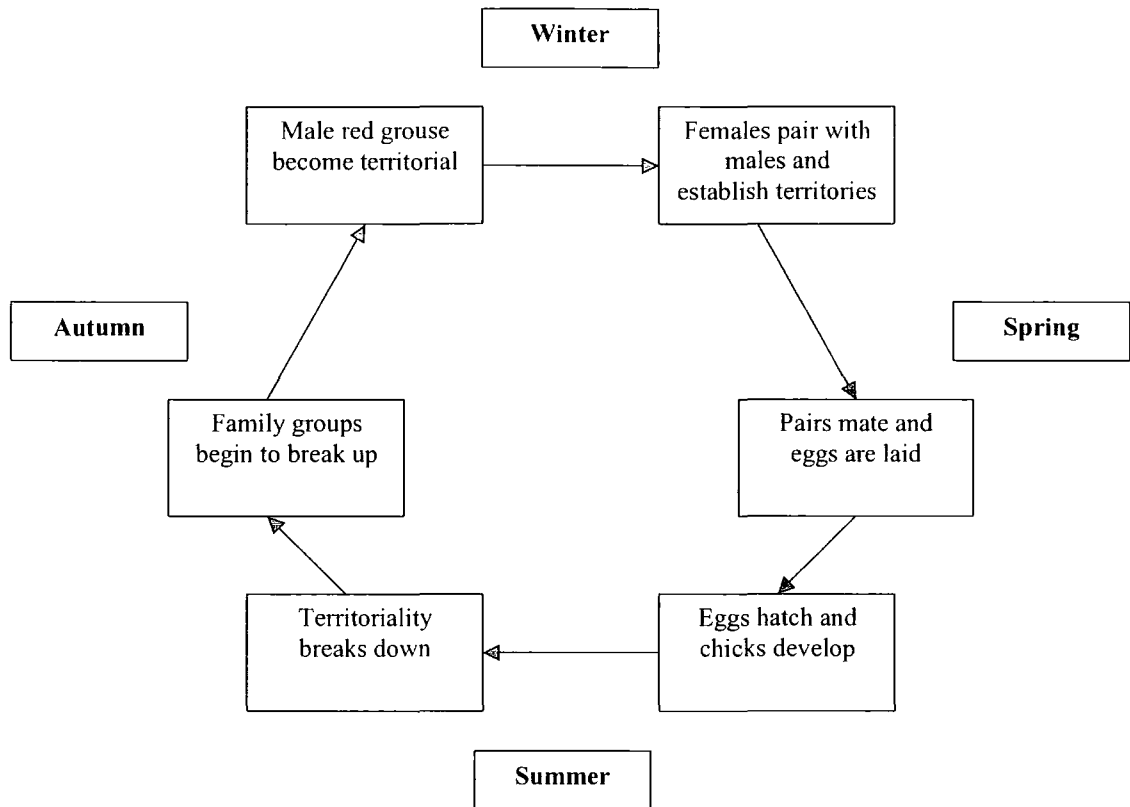 Winter
Male red grouse
become territorial
Females pair with
males and
establish territories
Autumn
Spring
Family groups
begin to break up
Pairs mate and
eggs are laid
Territoriality
breaks down
Eggs hatch and
chicks develop
Summer